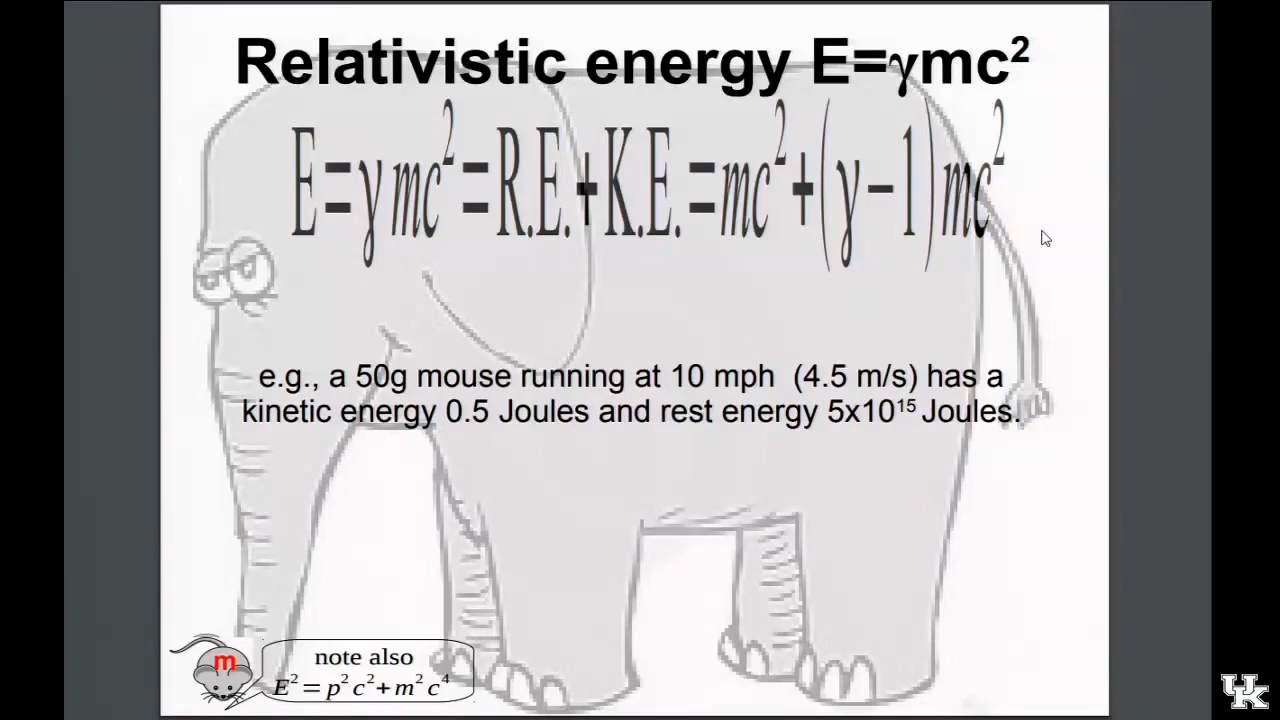 Relativistic energy E=γmc²
E=γmc²=R.E.+K.E.=mc²+(γ−1)mc²
e.g., a 50g mouse running at 10 mph (4.5 m/s) has a
kinetic energy 0.5 Joules and rest energy 5x10¹⁵ Joules.
m
note also
E²=p²c²+m²c⁴
UK